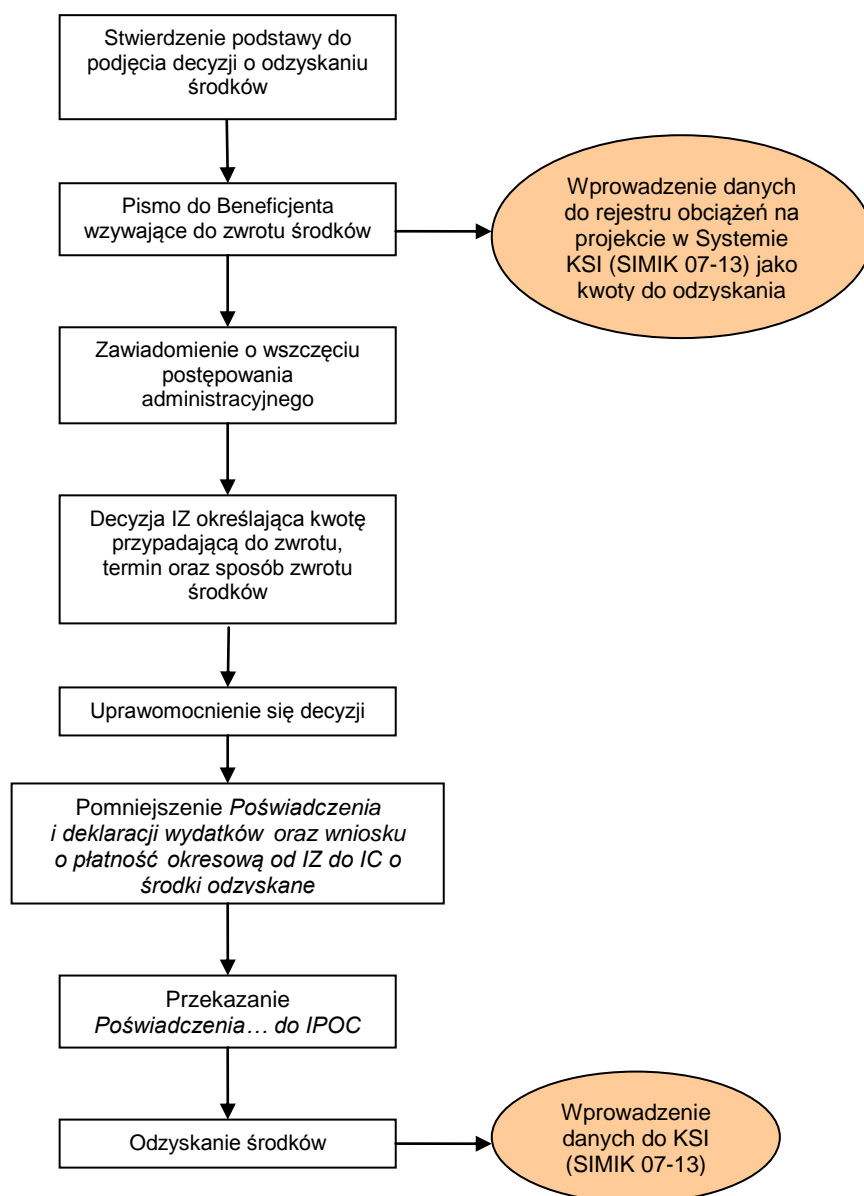 Stwierdzenie podstawy do
podjęcia decyzji o odzyskaniu
środków
Pismo do Beneficjenta
wzywające do zwrotu środków
Wprowadzenie danych
do rejestru obciążeń na
projekcie w Systemie
KSI (SIMIK 07-13) jako
kwoty do odzyskania
Zawiadomienie o wszczęciu
postępowania
administracyjnego
Decyzja IZ określająca kwotę
przypadającą do zwrotu,
termin oraz sposób zwrotu
środków
Uprawomocnienie się decyzji
Pomniejszenie Poświadczenia
i deklaracji wydatków oraz wniosku
o płatność okresową od IZ do IC o
środki odzyskane
Przekazanie
Poświadczenia... do IPOC
Odzyskanie środków
Wprowadzenie
danych do KSI
(SIMIK 07-13)